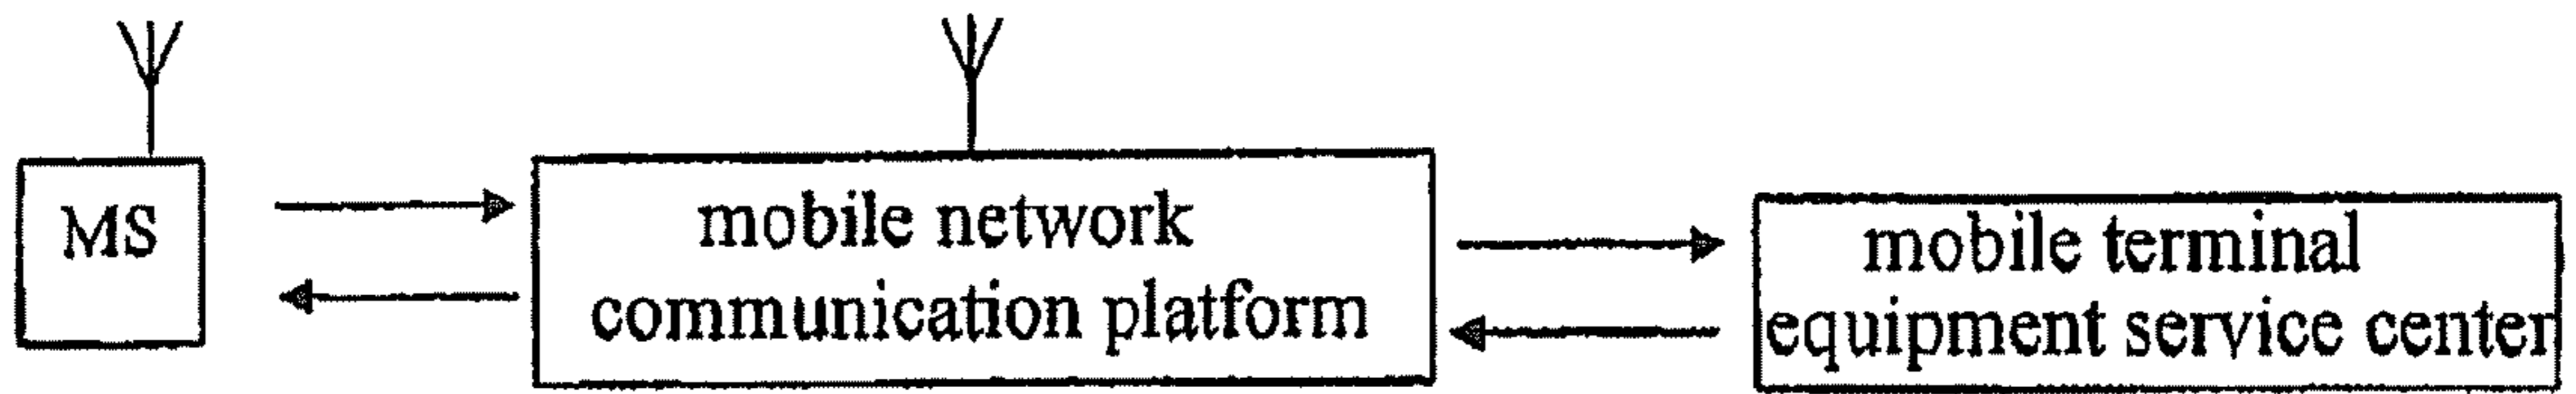 MS
mobile network
communication platform
mobile terminal
equipment service center